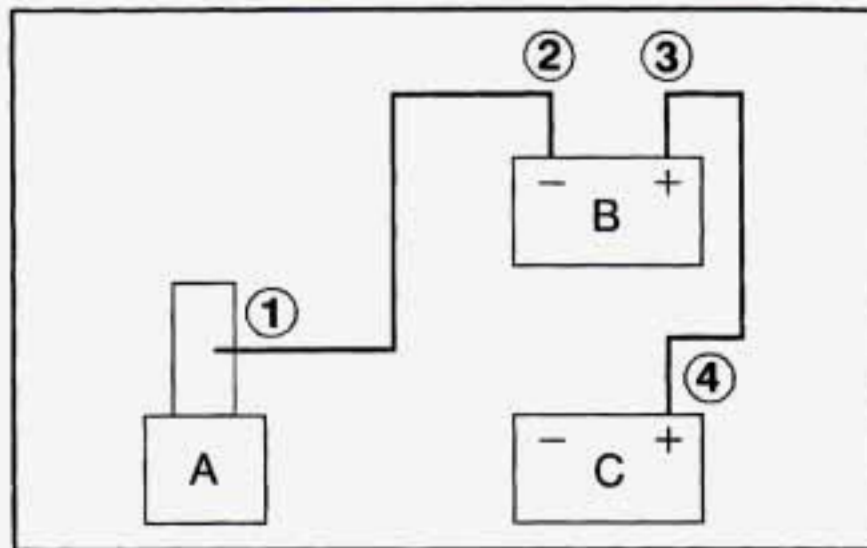 ② ③
− +
B
①
④
− +
A C